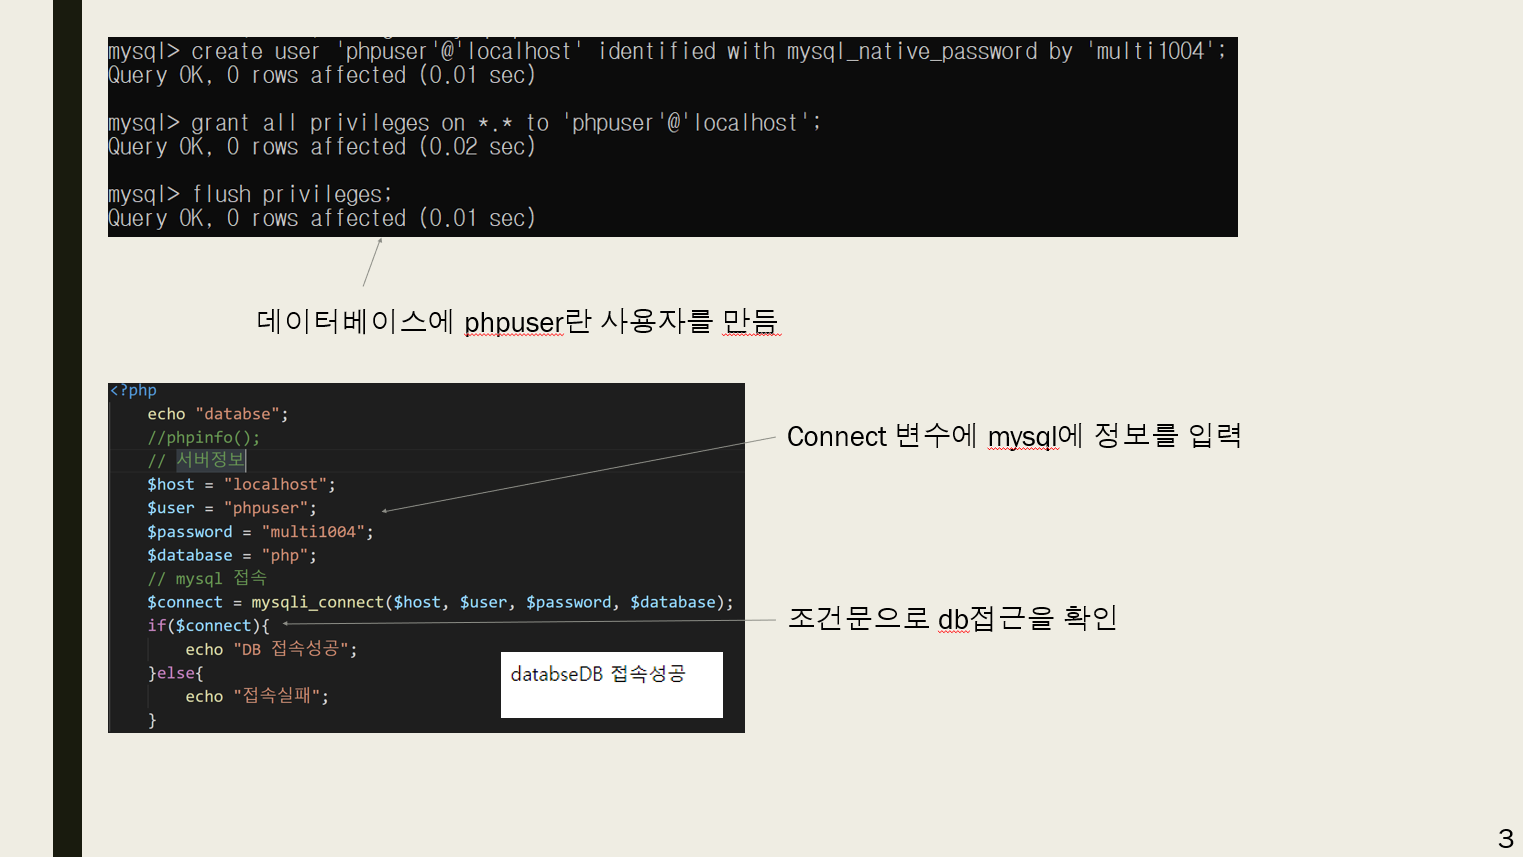 mysql> create user 'phpuser'@'localhost' identified with mysql_native_password by 'multi1004';
Query OK, 0 rows affected (0.01 sec)
mysql> grant all privileges on *.* to 'phpuser'@'localhost';
Query OK, 0 rows affected (0.02 sec)
mysql> flush privileges;
Query OK, 0 rows affected (0.01 sec)
데이터베이스에 phpuser란 사용자를 만듬
<?php
echo "databse";
//phpinfo();
// 서버정보
$host = "localhost";
$user = "phpuser";
$password = "multi1004";
$database = "php";
// mysql 접속
$connect = mysqli_connect($host, $user, $password, $database);
if($connect){
echo "DB 접속성공";
}else{
echo "접속실패";
}
databseDB 접속성공
Connect 변수에 mysql에 정보를 입력
조건문으로 db접근을 확인
3